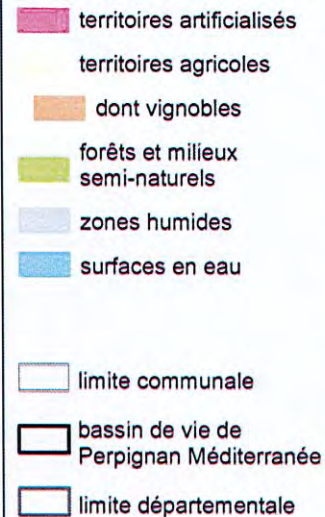 territoires artificialisés
territoires agricoles
dont vignobles
forêts et milieux
semi-naturels
zones humides
surfaces en eau
limite communale
bassin de vie de
Perpignan Méditerranée
limite départementale